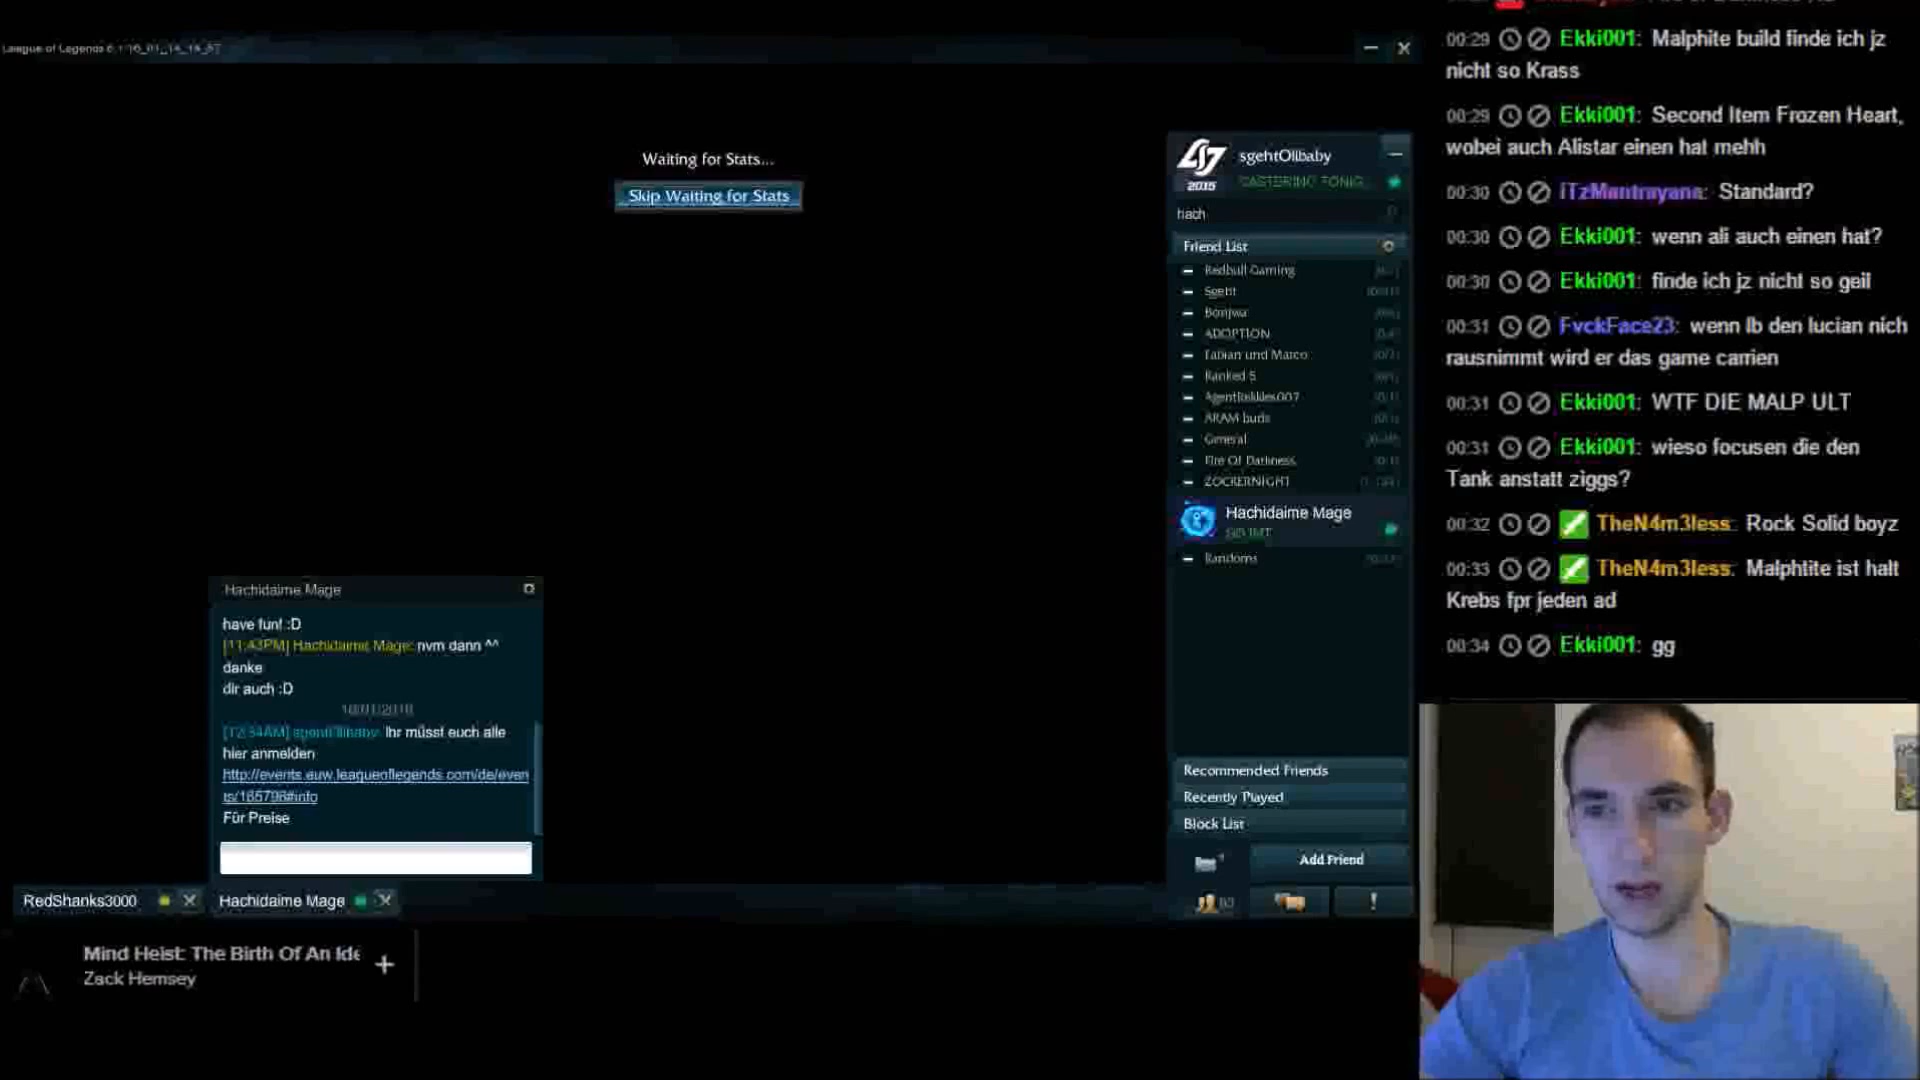 Waiting for Stats...
Skip Waiting for Stats
2015
sgehtOllbaby
hach
Friend List
Redbull Gaming
Sgeht
Bonjwa
ADOPTION
Fabian und Marco
Ranked 5
ARAM buds
General
Fire Of Darkness
ZOCKERNIGHT
Hachidaime Mage
Randoms
Recommended Friends
Recently Played
Block List
Add Friend
Hachidaime Mage
have fun! :D
[11:43PM] Hachidaime Mage: nvm dann ^^
danke
dir auch :D
Ihr müsst euch alle
hier anmelden
http://events.euw.leagueoflegends.com/de/even
Für Preise
RedShanks3000
Hachidaime Mage
Mind Heist: The Birth Of An Ide
Zack Hemsey
00:29 Ekki001: Malphite build finde ich jz
nicht so Krass
00:29 Ekki001: Second Item Frozen Heart,
wobei auch Alistar einen hat mehh
00:30 iTzMantrayana: Standard?
00:30 Ekki001: wenn ali auch einen hat?
00:30 Ekki001: finde ich jz nicht so geil
00:31 FvckFace23: wenn lb den lucian nich
rausnimmt wird er das game carrien
00:31 Ekki001: WTF DIE MALP ULT
00:31 Ekki001: wieso focusen die den
Tank anstatt ziggs?
00:32 TheN4m3less: Rock Solid boyz
00:33 TheN4m3less: Malphtite ist halt
Krebs fpr jeden ad
00:34 Ekki001: gg